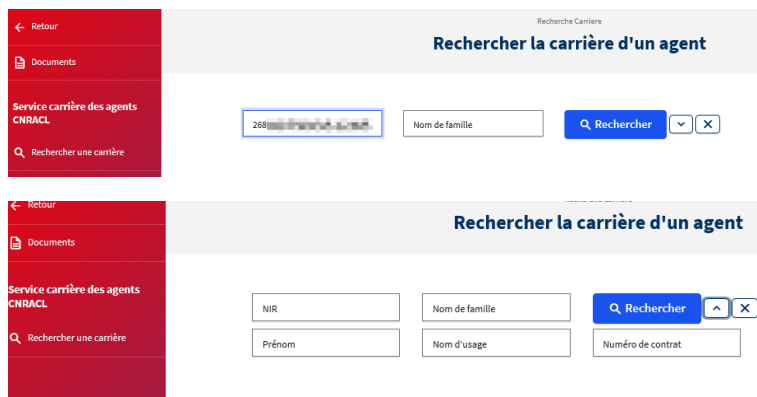 Retour
Documents
Service carrière des agents
CNRACL
Rechercher une carrière
Recherche Carriere
Rechercher la carrière d'un agent
268
Nom de famille
Rechercher
Retour
Documents
Service carrière des agents
CNRACL
Rechercher une carrière
Rechercher la carrière d'un agent
NIR
Nom de famille
Rechercher
Prénom
Nom d'usage
Numéro de contrat